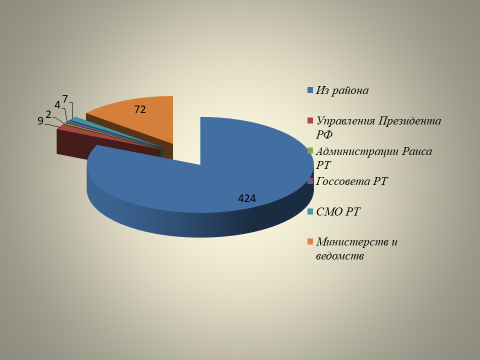 7
4
2
9
72
424
Из района
Управления Президента
РФ
Администрации Раиса
РТ
Госсовета РТ
СМО РТ
Министерств и
ведомств